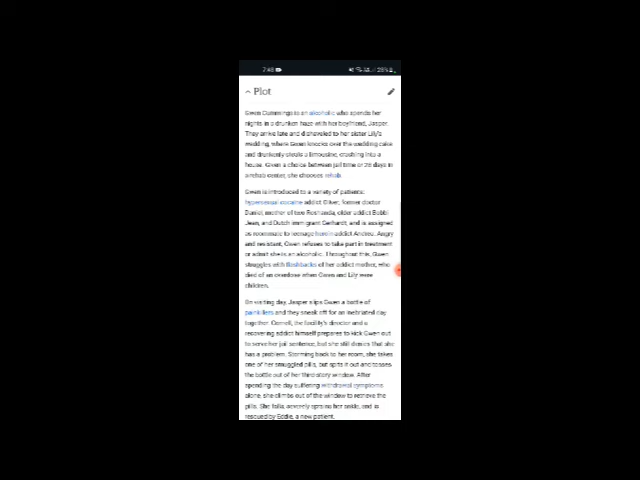 7:48
25%
Plot
Gwen Cummings is an alcoholic who spends her
nights in a drunken haze with her boyfriend, Jasper.
They arrive late and disheveled to her sister Lily's
wedding, where Gwen knocks over the wedding cake
and drunkenly steals a limousine, crashing into a
house. Given a choice between jail time or 28 days in
a rehab center, she chooses rehab.
Gwen is introduced to a variety of patients:
hypersexual cocaine addict Oliver, former doctor
Daniel, mother of two Roshanda, older addict Bobbi
Jean, and Dutch immigrant Gerhardt, and is assigned
as roommate to teenage heroin addict Andrea. Angry
and resistant, Gwen refuses to take part in treatment
or admit she is an alcoholic. Throughout this, Gwen
struggles with flashbacks of her addict mother, who
died of an overdose when Gwen and Lily were
children.
On visiting day, Jasper slips Gwen a bottle of
painkillers and they sneak off for an inebriated day
together. Cornell, the facility's director and a
recovering addict himself prepares to kick Gwen out
to serve her jail sentence, but she still denies that she
has a problem. Storming back to her room, she takes
one of her smuggled pills, but spits it out and tosses
the bottle out of her third story window. After
spending the day suffering withdrawal symptoms
alone, she climbs out of the window to retrieve the
pills. She falls, severely sprains her ankle, and is
rescued by Eddie, a new patient.